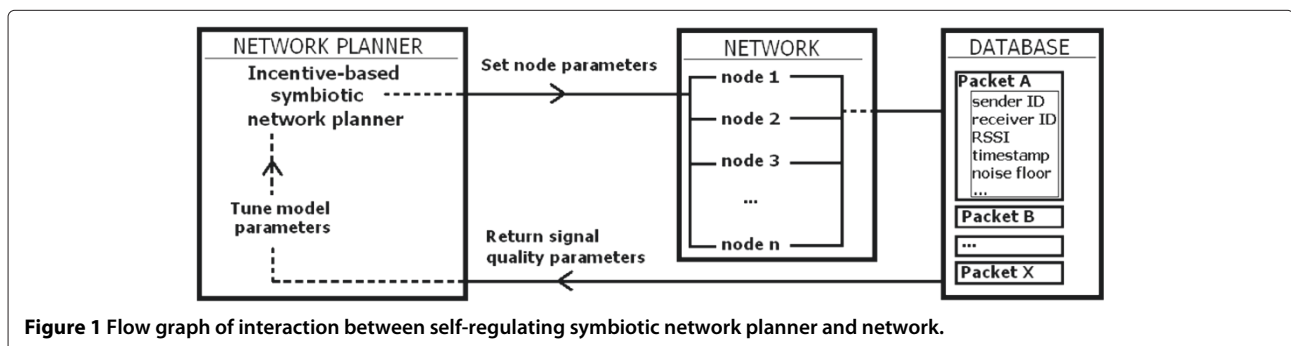 NETWORK PLANNER
Incentive-based
symbiotic
network planner
Tune model
parameters
Set node parameters
Return signal
quality parameters
NETWORK
node 1
node 2
node 3
...
node n
DATABASE
Packet A
sender ID
receiver ID
RSSI
timestamp
noise floor
...
Packet B
...
Packet X
Figure 1 Flow graph of interaction between self-regulating symbiotic network planner and network.